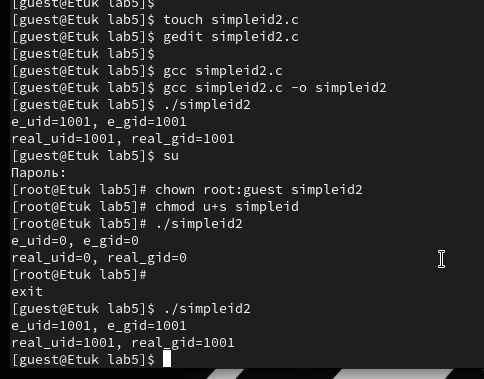 [guest@Etuk lab5]$
[guest@Etuk lab5]$ touch simpleid2.c
[guest@Etuk lab5]$ gedit simpleid2.c
[guest@Etuk lab5]$
[guest@Etuk lab5]$ gcc simpleid2.c
[guest@Etuk lab5]$ gcc simpleid2.c -o simpleid2
[guest@Etuk lab5]$ ./simpleid2
e_uid=1001, e_gid=1001
real_uid=1001, real_gid=1001
[guest@Etuk lab5]$ su
Пароль:
[root@Etuk lab5]# chown root:guest simpleid2
[root@Etuk lab5]# chmod u+s simpleid
[root@Etuk lab5]# ./simpleid2
e_uid=0, e_gid=0
real_uid=0, real_gid=0
[root@Etuk lab5]#
exit
[guest@Etuk lab5]$ ./simpleid2
e_uid=1001, e_gid=1001
real_uid=1001, real_gid=1001
[guest@Etuk lab5]$